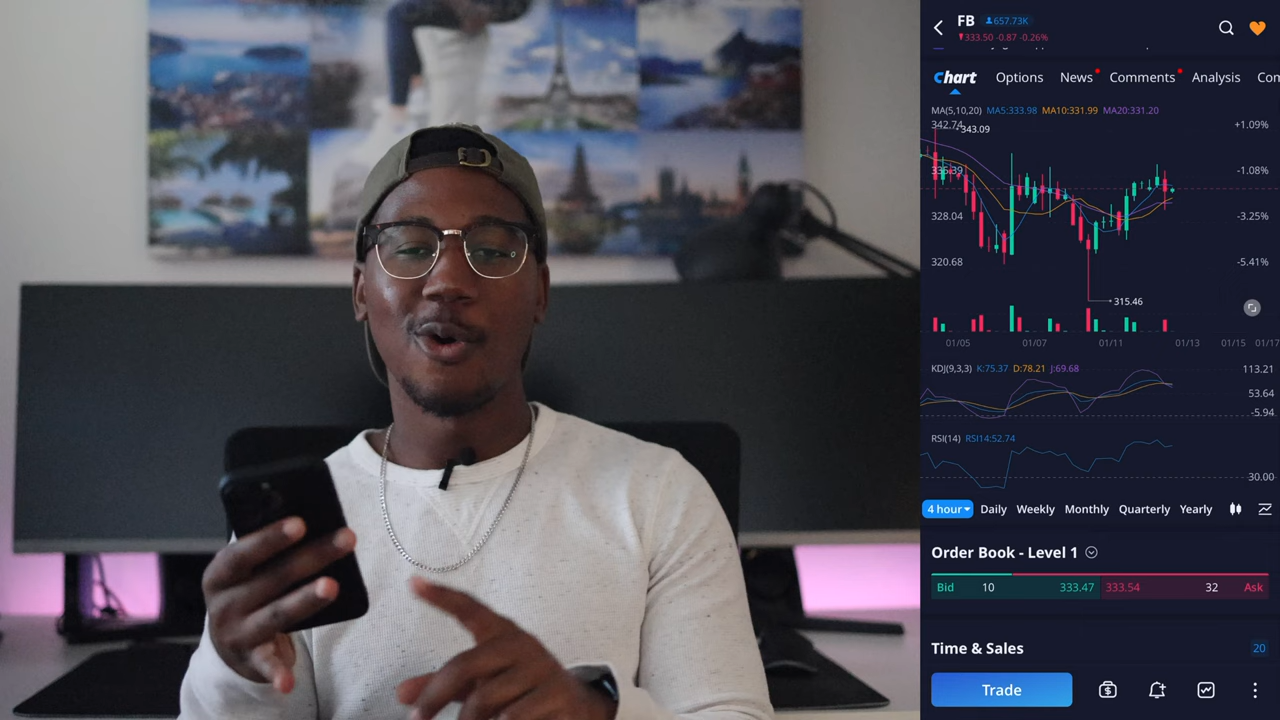 FB 657.73K
333.50 -0.87 -0.26%
Chart Options News Comments Analysis Com
MA(5,10,20) MA5:333.98 MA10:331.99 MA20:331.20
342.74 +1.09%
343.09
336.39 -1.08%
328.04 -3.25%
320.68 -5.41%
315.46
01/05 01/07 01/11 01/13 01/15 01/17
KDJ(9,3,3) K:75.37 D:78.21 J:69.68 113.21
53.64
-5.94
RSI(14) RSI14:52.74
30.00
4 hour Daily Weekly Monthly Quarterly Yearly
Order Book - Level 1
Bid 10 333.47 333.54 32 Ask
Time & Sales 20
Trade